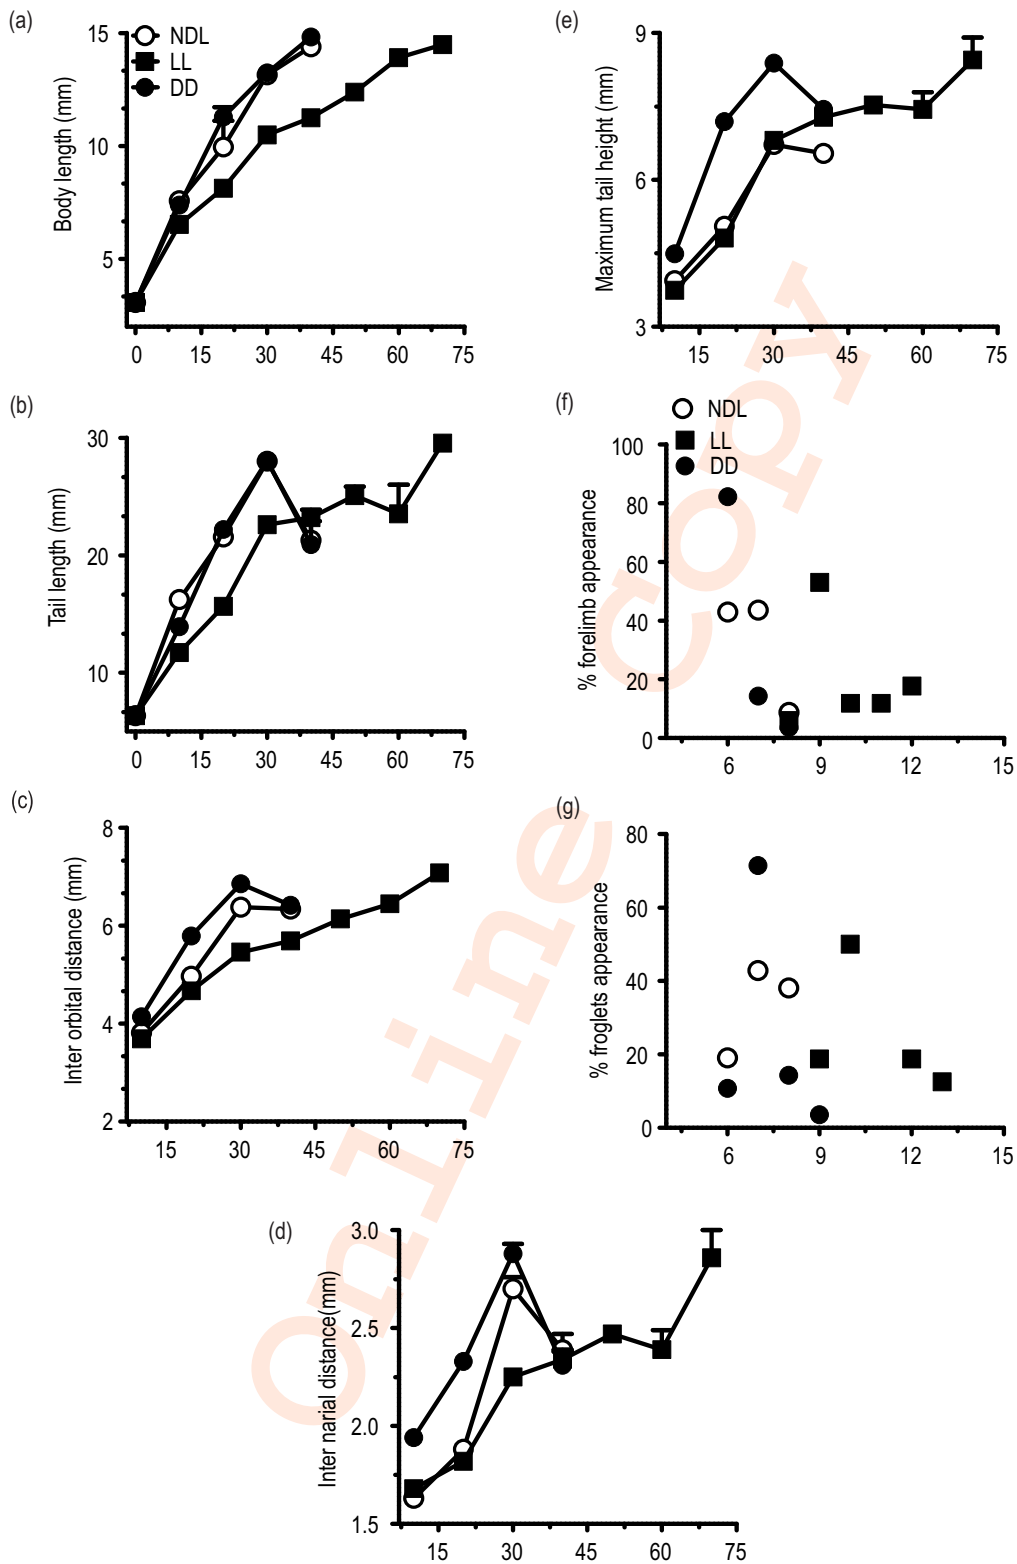 (a)
NDL
LL
DD
Body length (mm)
15
10
5
0 15 30 45 60 75
(b)
Tail length (mm)
30
20
10
0 15 30 45 60 75
(c)
Inter orbital distance (mm)
8
6
4
2
15 30 45 60 75
(d)
Inter narial distance(mm)
3.0
2.5
2.0
1.5
15 30 45 60 75
(e)
Maximum tail height (mm)
9
6
3
15 30 45 60 75
(f)
NDL
LL
DD
% forelimb appearance
100
80
60
40
20
0
6 9 12 15
(g)
% froglets appearance
80
60
40
20
0
6 9 12 15
Online Copy